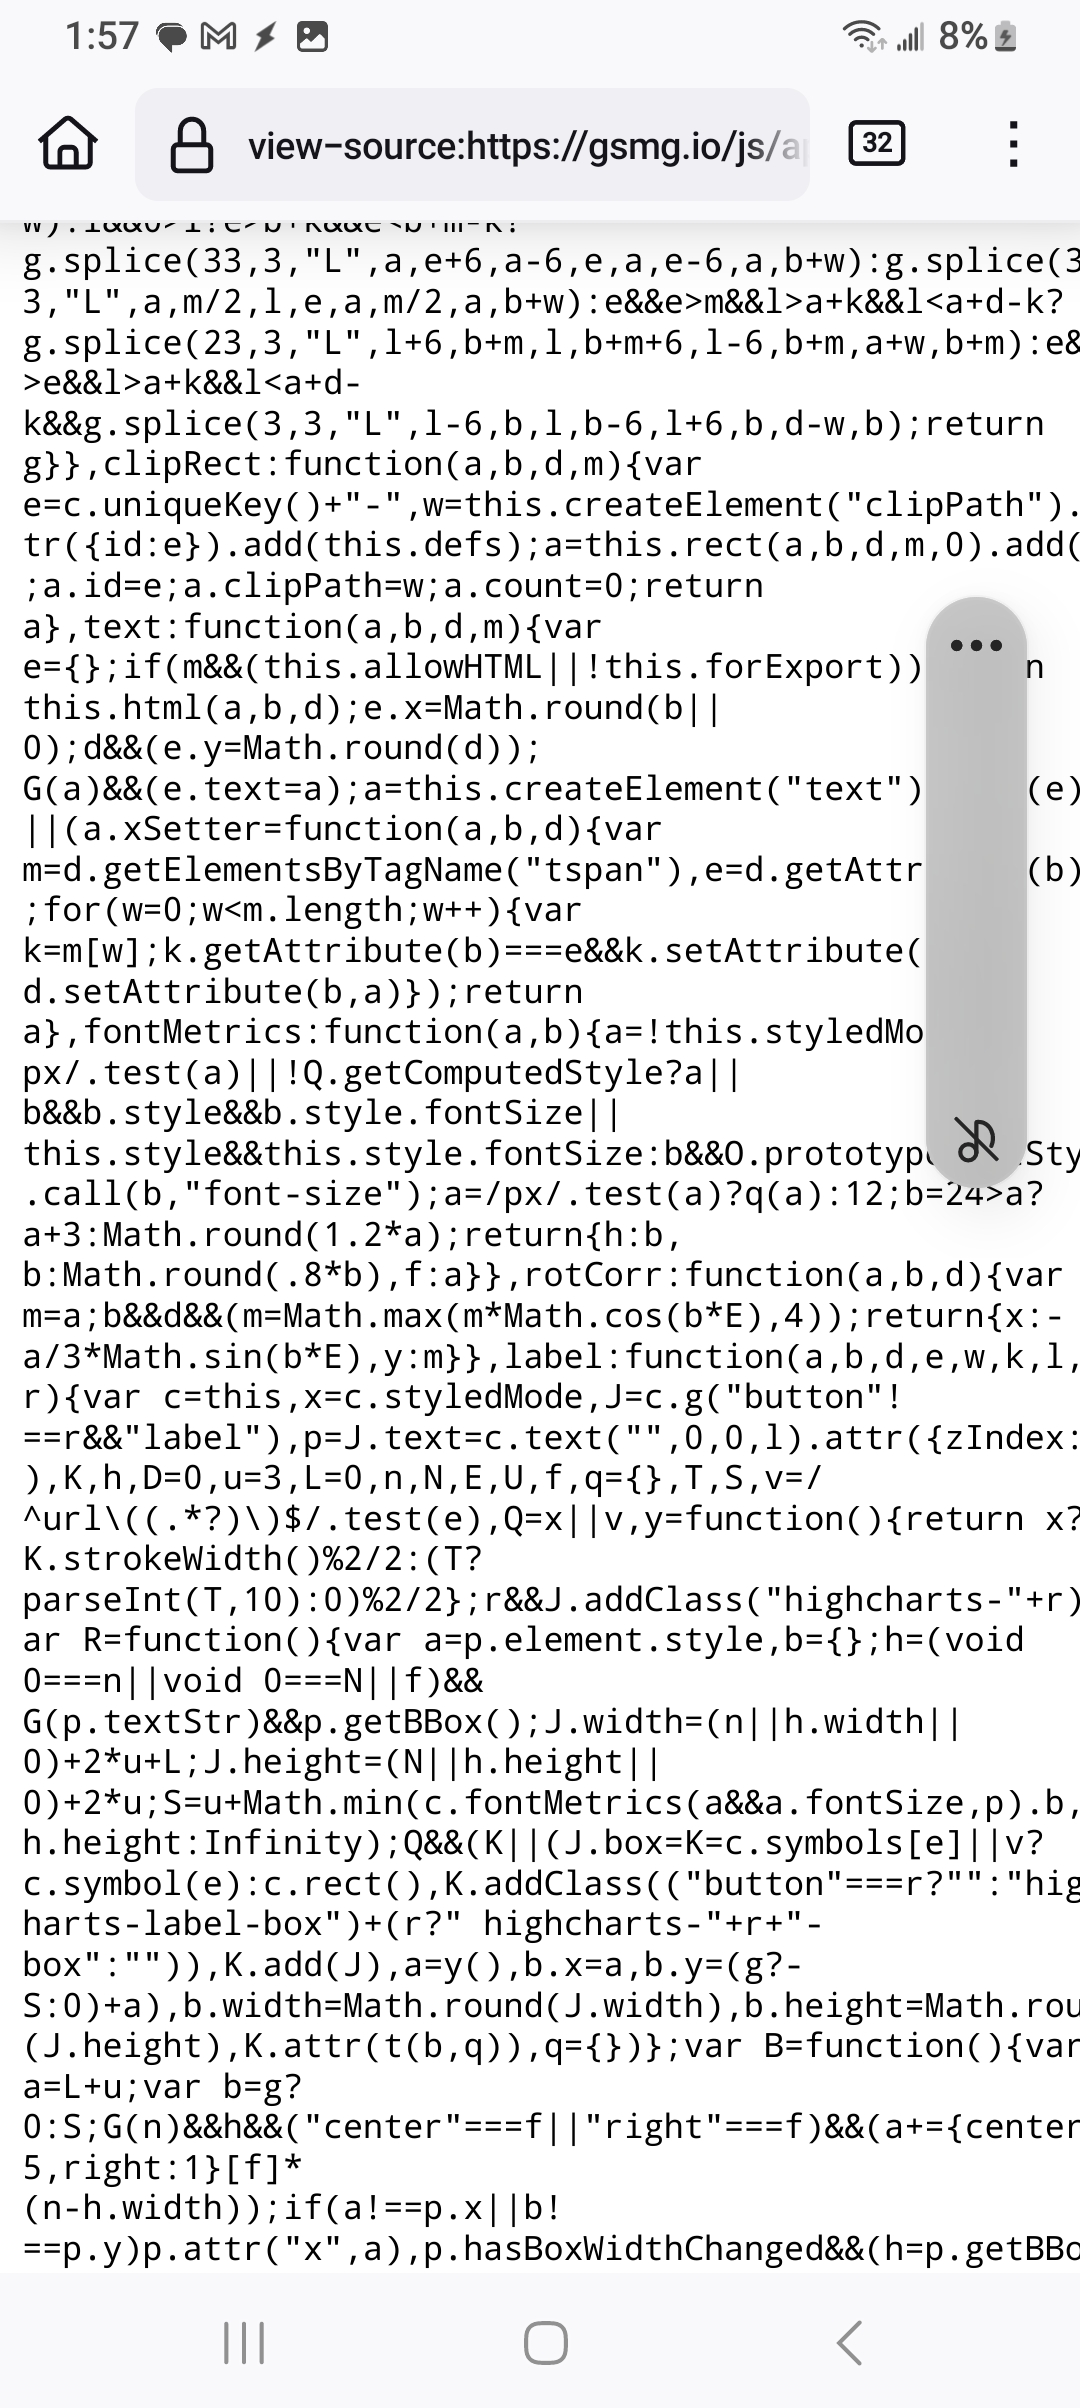 1:57
8%
view-source:https://gsmg.io/js/a
32
w):l&&0>l?e>b+k&&e<b+m-k?
g.splice(33,3,"L",a,e+6,a-6,e,a,e-6,a,b+w):g.splice(3
3,"L",a,m/2,l,e,a,m/2,a,b+w):e&&e>m&&l>a+k&&l<a+d-k?
g.splice(23,3,"L",l+6,b+m,l,b+m+6,l-6,b+m,a+w,b+m):e&
>e&&l>a+k&&l<a+d-
k&&g.splice(3,3,"L",l-6,b,l,b-6,l+6,b,d-w,b);return
g}},clipRect:function(a,b,d,m){var
e=c.uniqueKey()+"-",w=this.createElement("clipPath").
tr({id:e}).add(this.defs);a=this.rect(a,b,d,m,0).add(
;a.id=e;a.clipPath=w;a.count=0;return
a},text:function(a,b,d,m){var
e={};if(m&&(this.allowHTML||!this.forExport)) n
this.html(a,b,d);e.x=Math.round(b||
0);d&&(e.y=Math.round(d));
G(a)&&(e.text=a);a=this.createElement("text") (e)
||(a.xSetter=function(a,b,d){var
m=d.getElementsByTagName("tspan"),e=d.getAttr (b)
;for(w=0;w<m.length;w++){var
k=m[w];k.getAttribute(b)===e&&k.setAttribute(
d.setAttribute(b,a)});return
a},fontMetrics:function(a,b){a=!this.styledMo
px/.test(a)||!Q.getComputedStyle?a||
b&&b.style&&b.style.fontSize||
this.style&&this.style.fontSize:b&&O.prototype Sty
.call(b,"font-size");a=/px/.test(a)?q(a):12;b=24>a?
a+3:Math.round(1.2*a);return{h:b,
b:Math.round(.8*b),f:a}},rotCorr:function(a,b,d){var
m=a;b&&d&&(m=Math.max(m*Math.cos(b*E),4));return{x:-
a/3*Math.sin(b*E),y:m}},label:function(a,b,d,e,w,k,l,
r){var c=this,x=c.styledMode,J=c.g("button"!
==r&&"label"),p=J.text=c.text("",0,0,l).attr({zIndex:
),K,h,D=0,u=3,L=0,n,N,E,U,f,q={},T,S,v=/
^url\((.*?)\)$/.test(e),Q=x||v,y=function(){return x?
K.strokeWidth()%2/2:(T?
parseInt(T,10):0)%2/2};r&&J.addClass("highcharts-"+r)
ar R=function(){var a=p.element.style,b={};h=(void
0===n||void 0===N||f)&&
G(p.textStr)&&p.getBBox();J.width=(n||h.width||
0)+2*u+L;J.height=(N||h.height||
0)+2*u;S=u+Math.min(c.fontMetrics(a&&a.fontSize,p).b,
h.height:Infinity);Q&&(K||(J.box=K=c.symbols[e]||v?
c.symbol(e):c.rect(),K.addClass(("button"===r?"":"hig
harts-label-box")+(r?" highcharts-"+r+"-
box":"")),K.add(J),a=y(),b.x=a,b.y=(g?-
S:0)+a),b.width=Math.round(J.width),b.height=Math.rou
(J.height),K.attr(t(b,q)),q={})};var B=function(){var
a=L+u;var b=g?
0:S;G(n)&&h&&("center"===f||"right"===f)&&(a+={center
5,right:1}[f]*
(n-h.width));if(a!==p.x||b!
==p.y)p.attr("x",a),p.hasBoxWidthChanged&&(h=p.getBBo